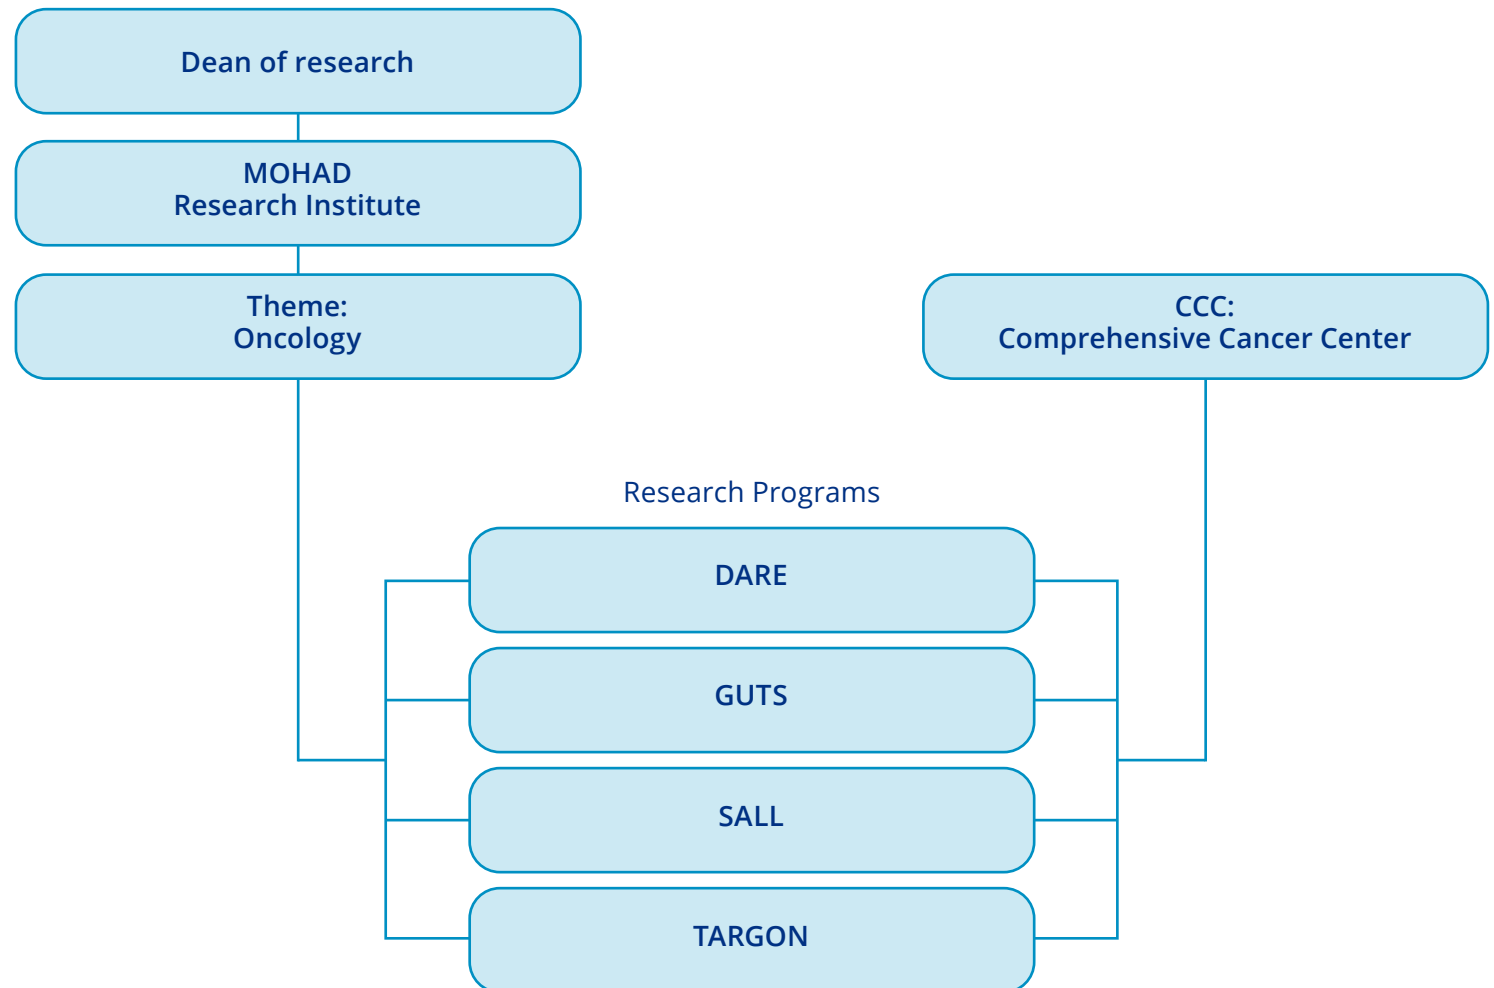 Dean of research
MOHAD
Research Institute
Theme:
Oncology
CCC:
Comprehensive Cancer Center
Research Programs
DARE
GUTS
SALL
TARGON